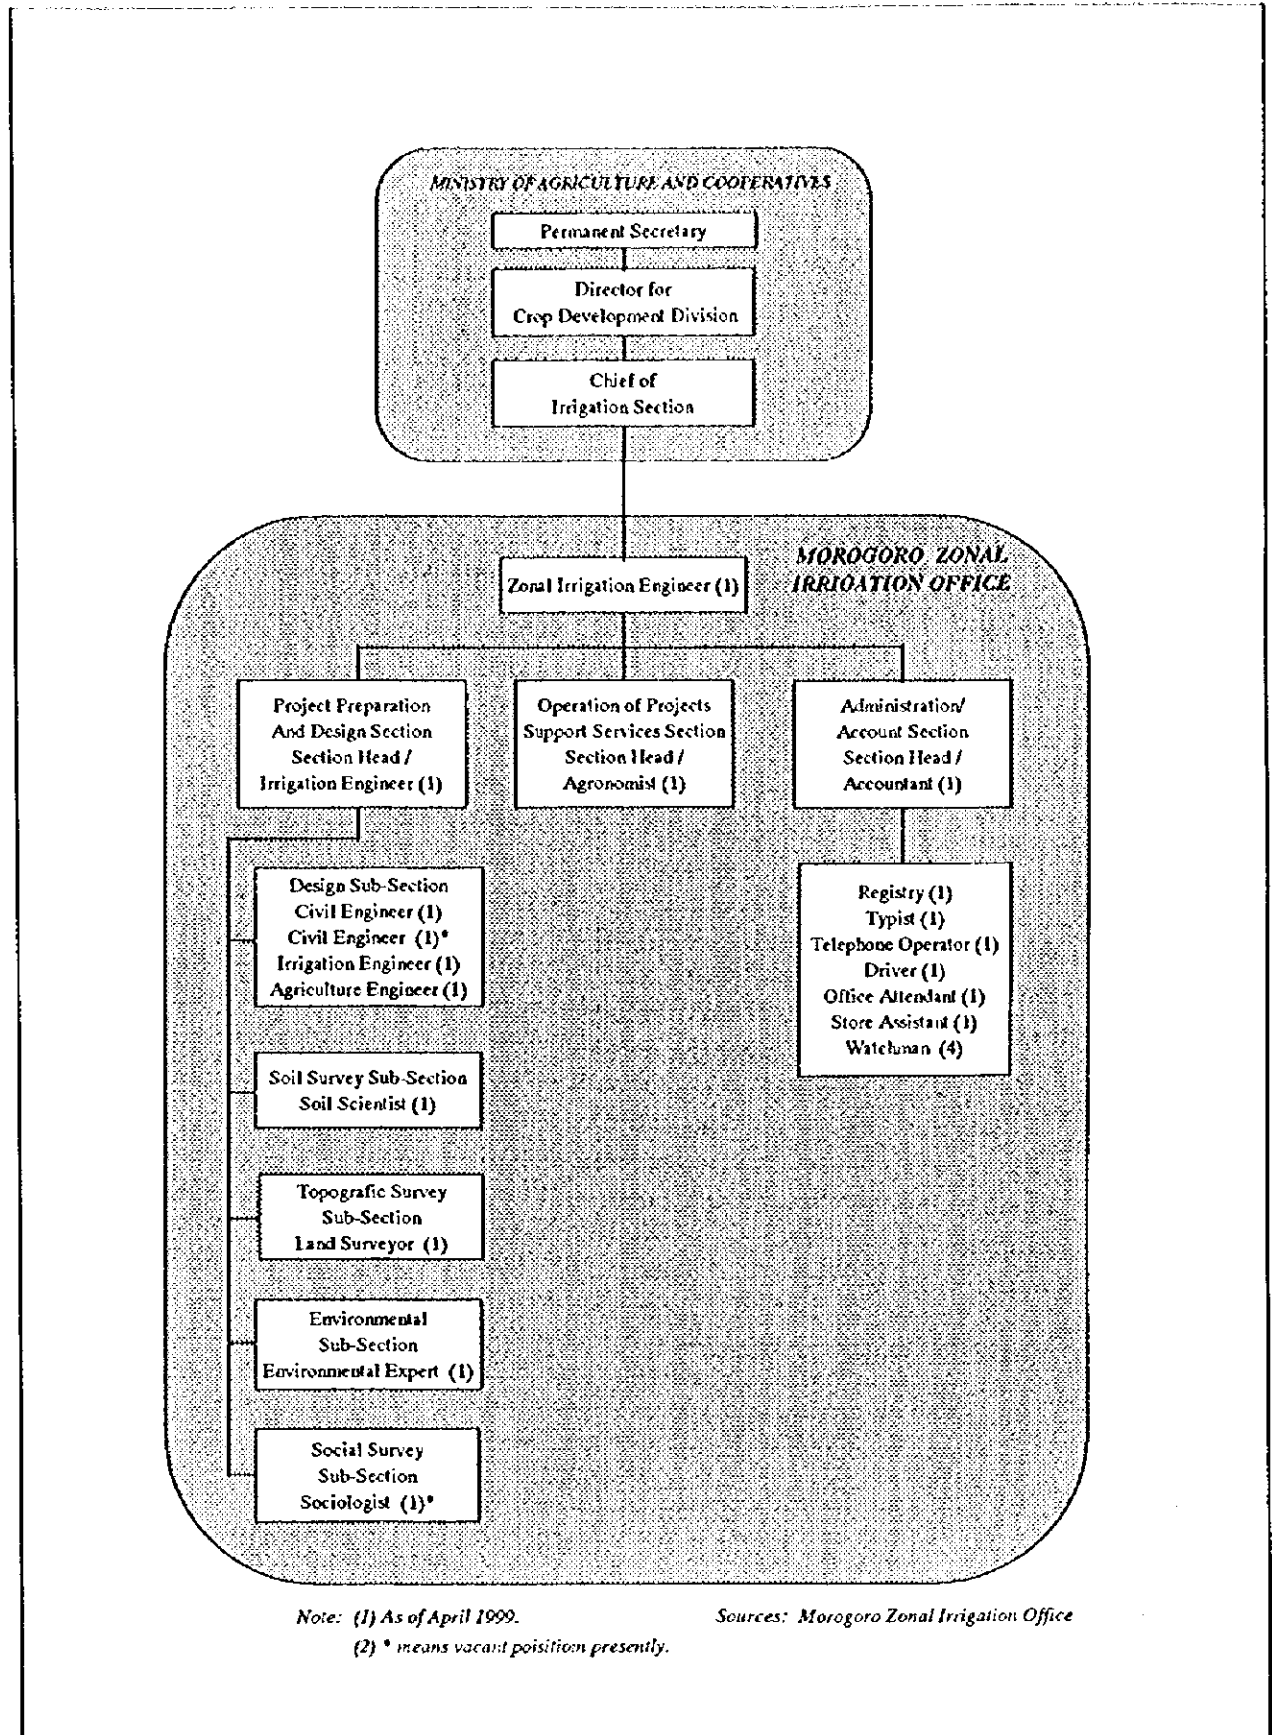 MINISTRY OF AGRICULTURE AND COOPERATIVES
Permanent Secretary
Director for
Crop Development Division
Chief of
Irrigation Section
MOROGORO ZONAL
IRRIOATION OFFICE
Zonal Irrigation Engineer (1)
Project Preparation
And Design Section
Section Head /
Irrigation Engineer (1)
Operation of Projects
Support Services Section
Section Head /
Agronomist (1)
Administration/
Account Section
Section Head /
Accountant (1)
Design Sub-Section
Civil Engineer (1)
Civil Engineer (1)*
Irrigation Engineer (1)
Agriculture Engineer (1)
Registry (1)
Typist (1)
Telephone Operator (1)
Driver (1)
Office Attendant (1)
Store Assistant (1)
Watchman (4)
Soil Survey Sub-Section
Soil Scientist (1)
Topografic Survey
Sub-Section
Land Surveyor (1)
Environmental
Sub-Section
Environmental Expert (1)
Social Survey
Sub-Section
Sociologist (1)*
Note: (1) As of April 1999.
(2) * means vacant poisition presently.
Sources: Morogoro Zonal Irrigation Office